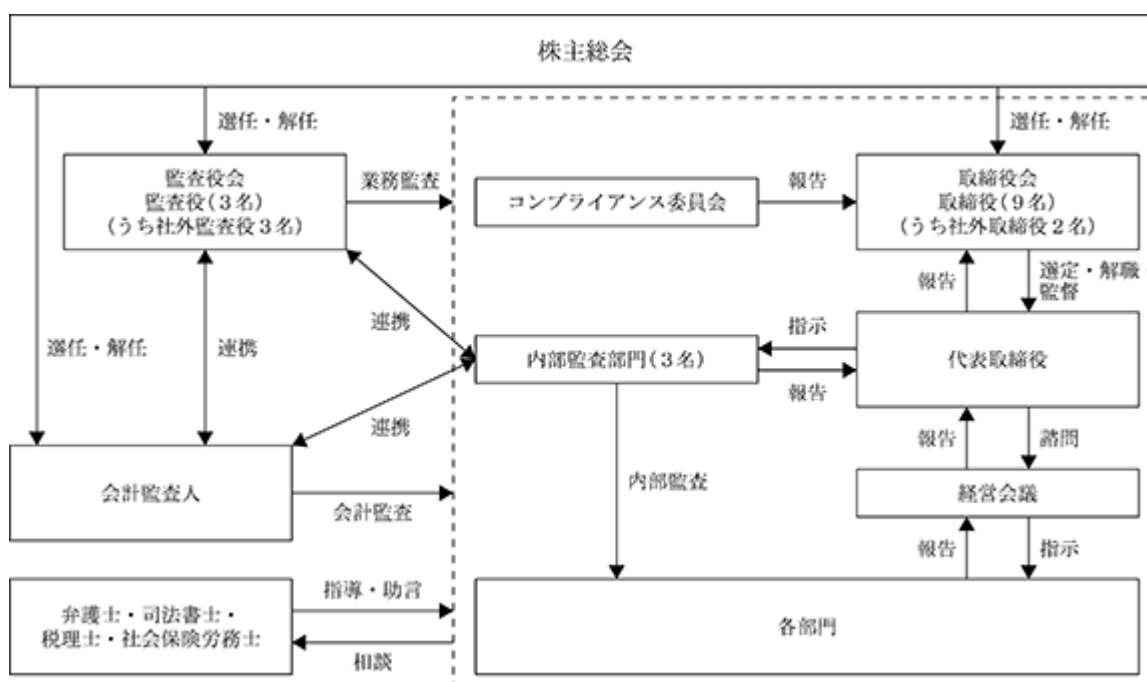 株主総会
選任・解任
選任・解任
監査役会
監査役(3名)
(うち社外監査役3名)
業務監査
コンプライアンス委員会
報告
取締役会
取締役(9名)
(うち社外取締役2名)
報告
選定・解職
監督
連携
指示
選任・解任
連携
内部監査部門(3名)
代表取締役
報告
連携
報告
諮問
内部監査
会計監査人
経営会議
会計監査
報告
指示
指導・助言
弁護士・司法書士・
税理士・社会保険労務士
各部門
相談